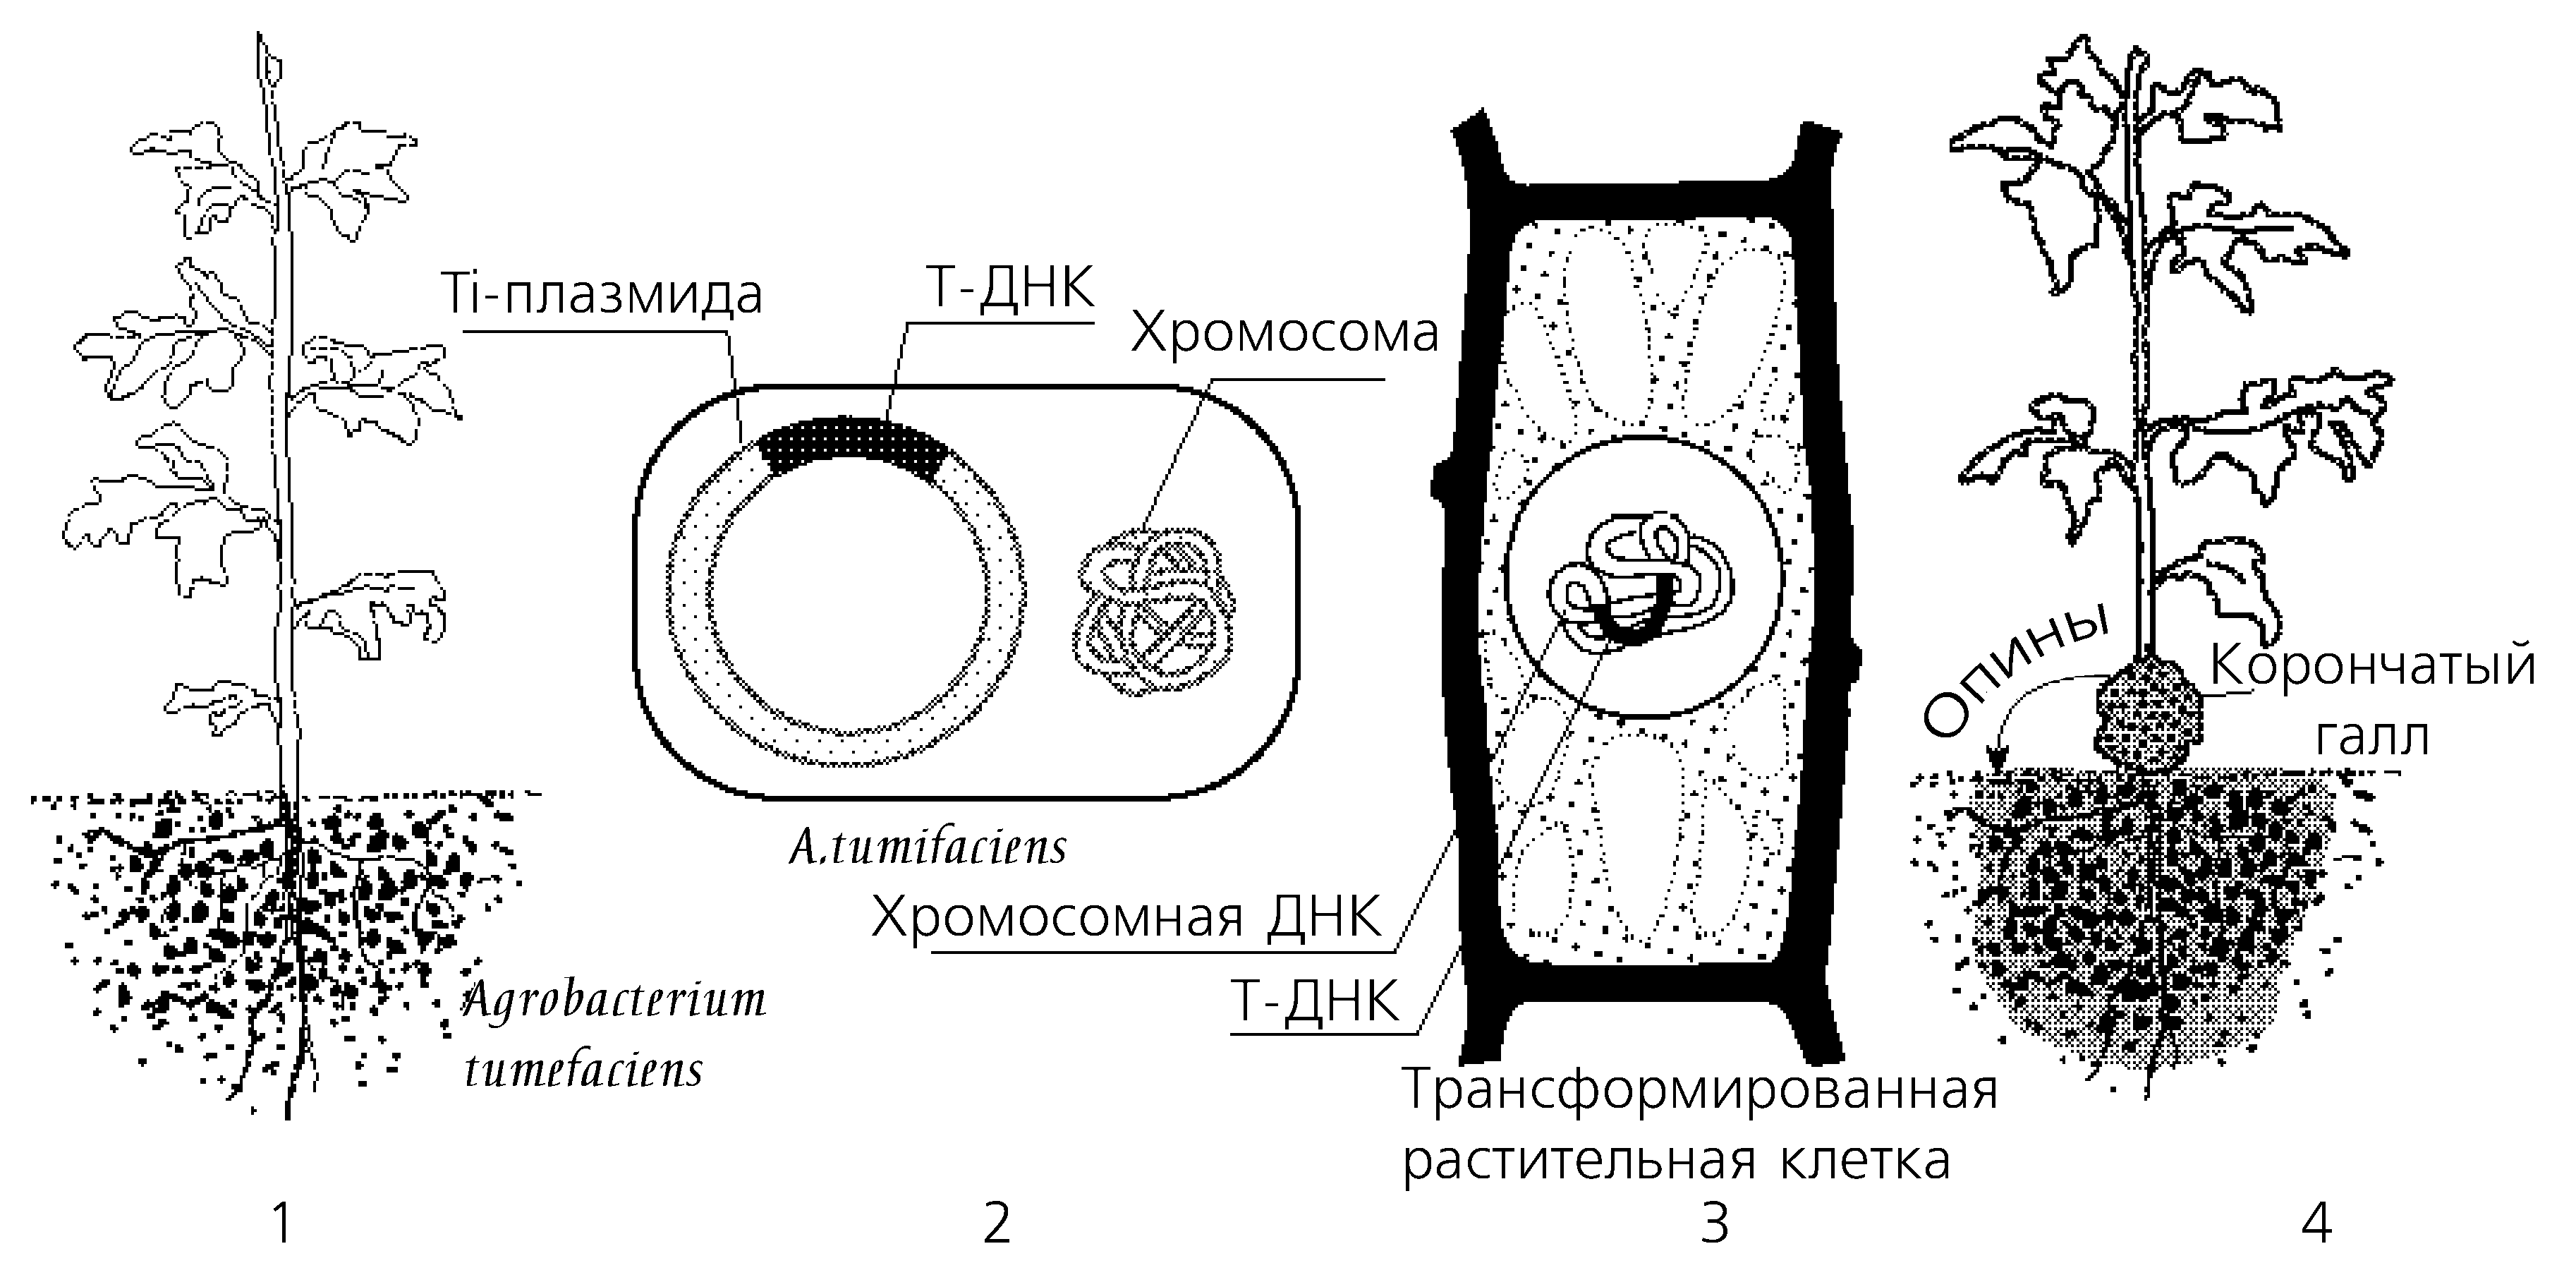 Ti-плазмида
Т-ДНК
Хромосома
A.tumifaciens
Хромосомная ДНК
Т-ДНК
Agrobacterium
tumefaciens
Трансформированная
растительная клетка
Опины
Корончатый
галл
1
2
3
4